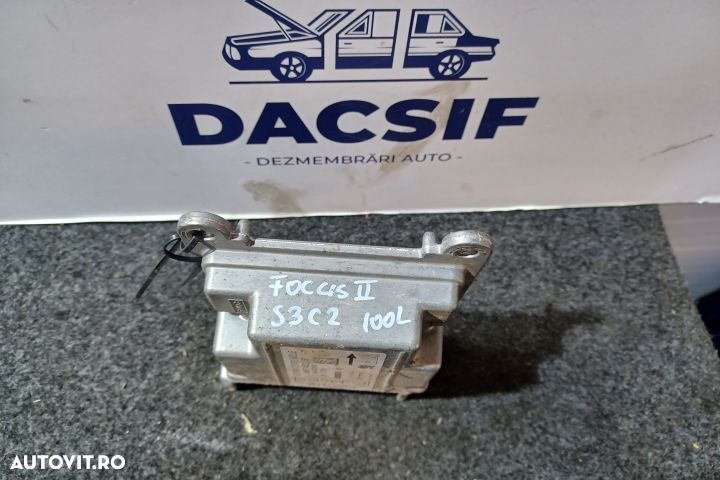 DACSIF
- DEZMEMBRĂRI AUTO -
FOCUS II
S3C2 100L
AUTOVIT.RO